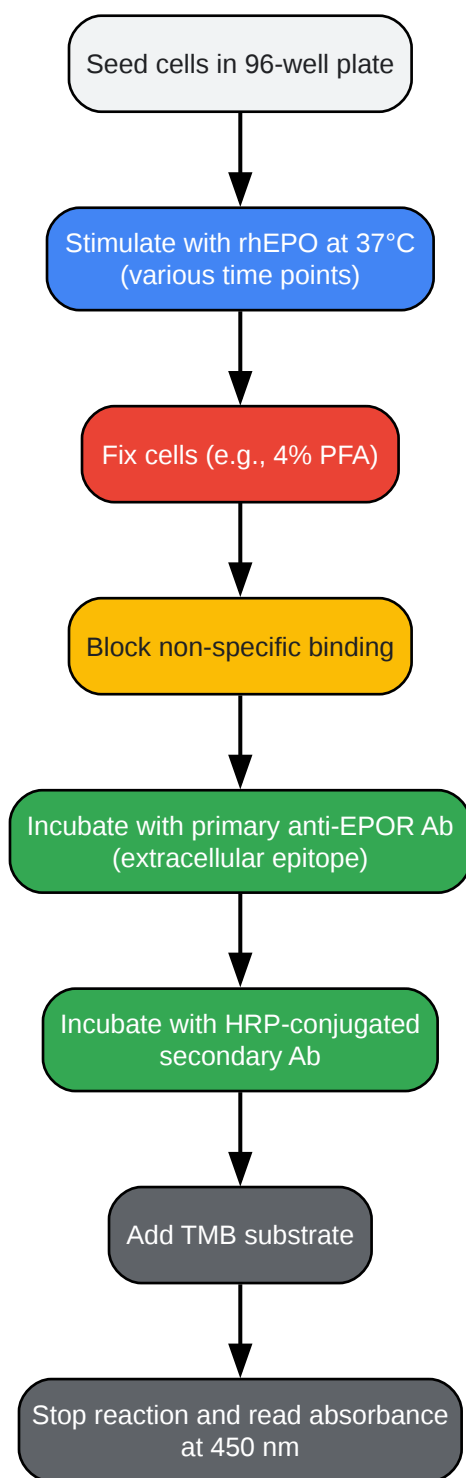 Seed cells in 96-well plate
Stimulate with rhEPO at 37°C
(various time points)
Fix cells (e.g., 4% PFA)
Block non-specific binding
Incubate with primary anti-EPOR Ab
(extracellular epitope)
Incubate with HRP-conjugated
secondary Ab
Add TMB substrate
Stop reaction and read absorbance
at 450 nm